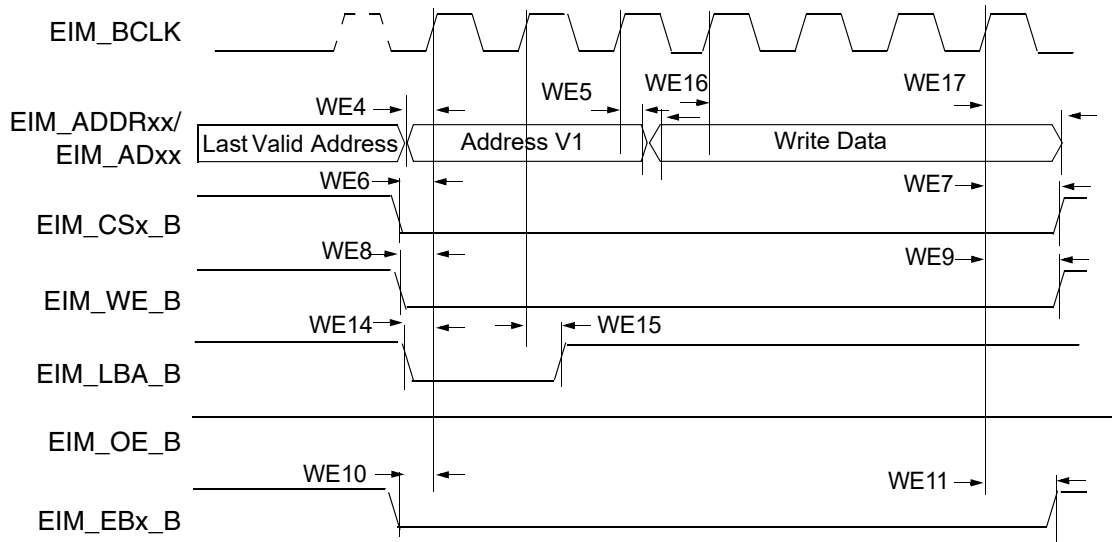 EIM_BCLK
WE4
WE5
WE16
WE17
EIM_ADDRxx/
EIM_ADxx
Last Valid Address
Address V1
Write Data
WE6
WE7
EIM_CSx_B
WE8
WE9
EIM_WE_B
WE14
WE15
EIM_LBA_B
EIM_OE_B
WE10
WE11
EIM_EBx_B